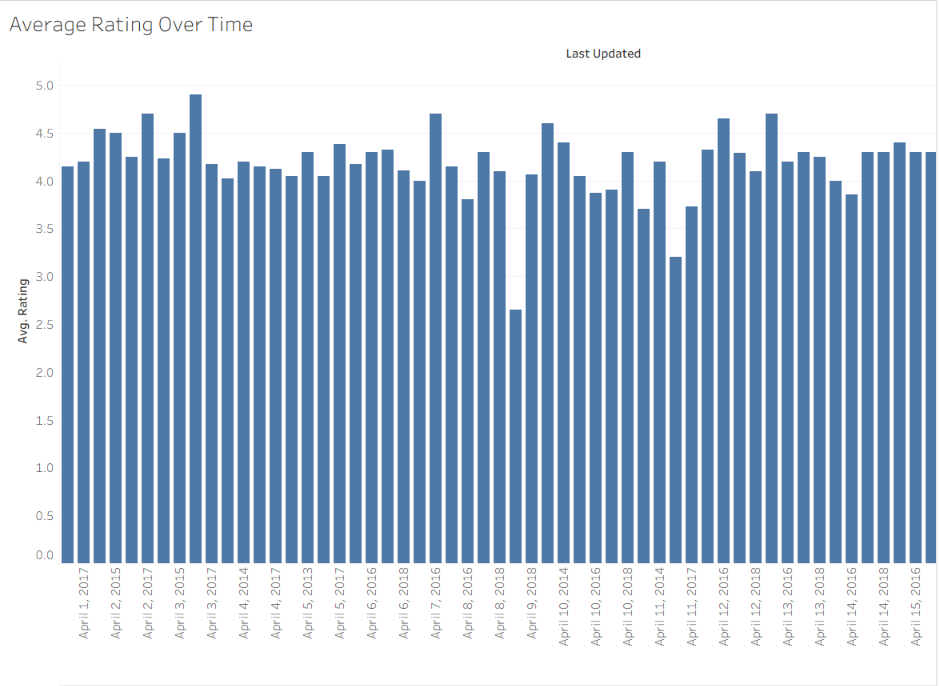 Average Rating Over Time
Last Updated
Avg. Rating
5.0
4.5
4.0
3.5
3.0
2.5
2.0
1.5
1.0
0.5
0.0
April 1, 2017
April 2, 2015
April 2, 2017
April 3, 2015
April 3, 2017
April 4, 2014
April 4, 2017
April 5, 2013
April 5, 2017
April 6, 2016
April 6, 2018
April 7, 2016
April 8, 2016
April 8, 2018
April 9, 2018
April 10, 2014
April 10, 2016
April 10, 2018
April 11, 2014
April 11, 2017
April 12, 2016
April 12, 2018
April 13, 2016
April 13, 2018
April 14, 2016
April 14, 2018
April 15, 2016